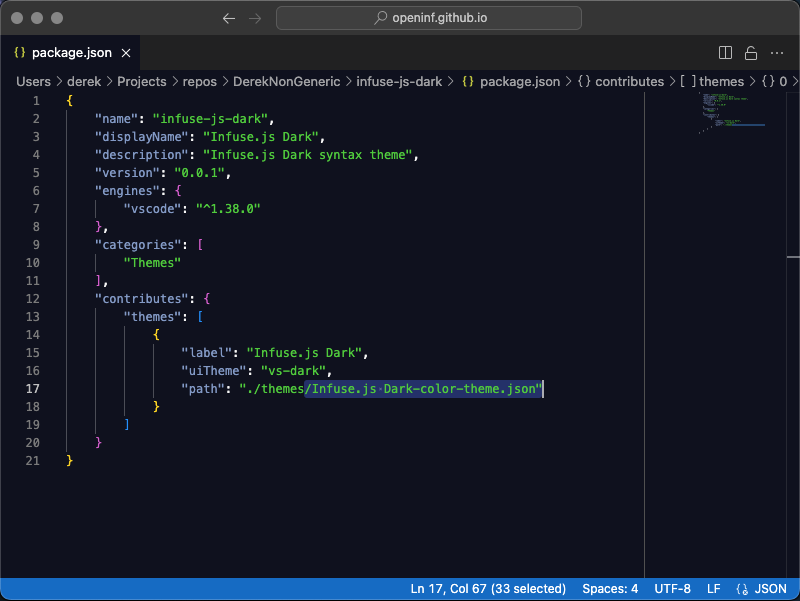 openinf.github.io
{} package.json ×
Users > derek > Projects > repos > DerekNonGeneric > infuse-js-dark > {} package.json > {} contributes > [ ] themes > {} 0 >
1 {
2 "name": "infuse-js-dark",
3 "displayName": "Infuse.js Dark",
4 "description": "Infuse.js Dark syntax theme",
5 "version": "0.0.1",
6 "engines": {
7 "vscode": "^1.38.0"
8 },
9 "categories": [
10 "Themes"
11 ],
12 "contributes": {
13 "themes": [
14 {
15 "label": "Infuse.js Dark",
16 "uiTheme": "vs-dark",
17 "path": "./themes/Infuse.js Dark-color-theme.json"
18 }
19 ]
20 }
21 }
Ln 17, Col 67 (33 selected) Spaces: 4 UTF-8 LF {} JSON